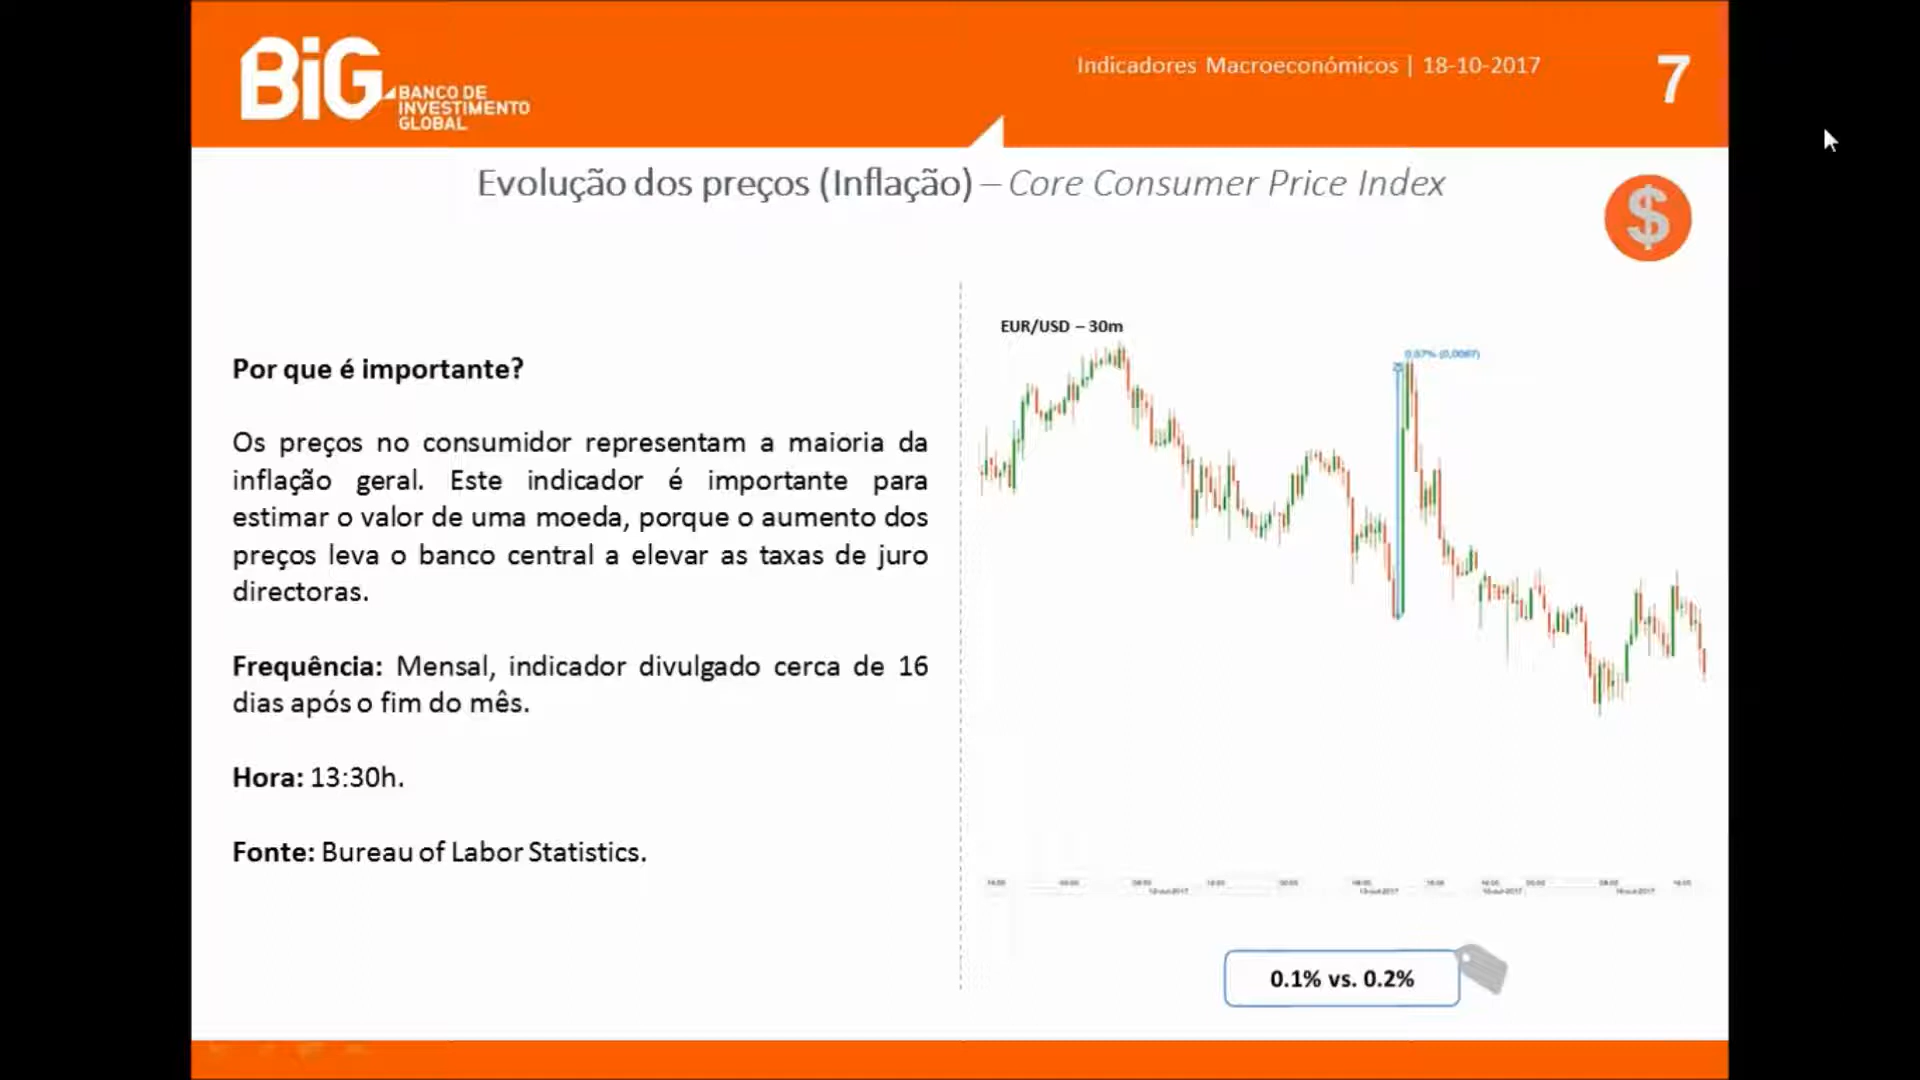 BiG
BANCO DE
INVESTIMENTO
GLOBAL
Indicadores Macroeconómicos | 18-10-2017
7
Evolução dos preços (Inflação) – Core Consumer Price Index
$
EUR/USD – 30m
Por que é importante?
Os preços no consumidor representam a maioria da
inflação geral. Este indicador é importante para
estimar o valor de uma moeda, porque o aumento dos
preços leva o banco central a elevar as taxas de juro
directoras.
Frequência: Mensal, indicador divulgado cerca de 16
dias após o fim do mês.
Hora: 13:30h.
Fonte: Bureau of Labor Statistics.
0.1% vs. 0.2%